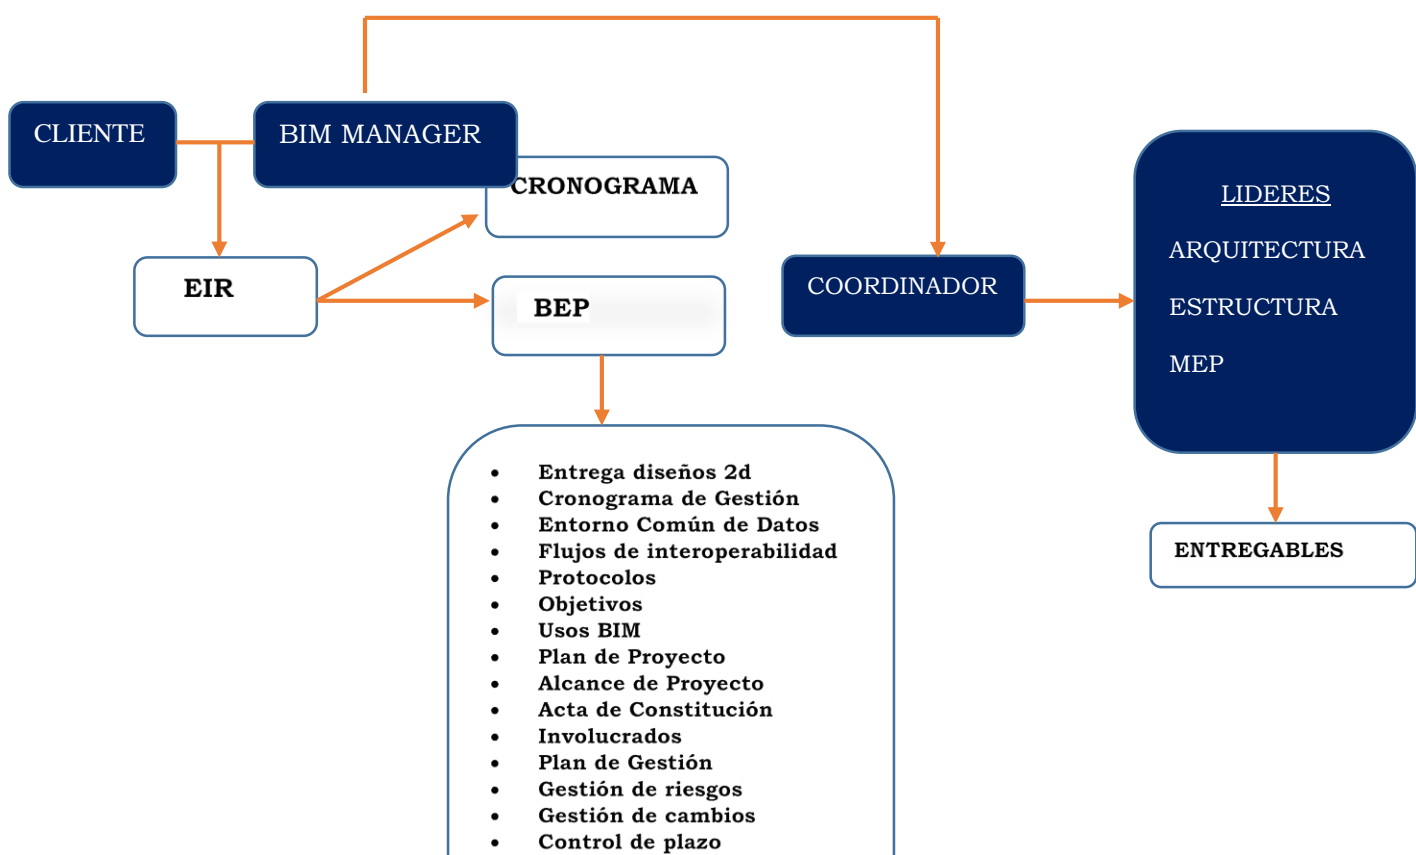 CLIENTE
BIM MANAGER
CRONOGRAMA
EIR
BEP
COORDINADOR
LIDERES
ARQUITECTURA
ESTRUCTURA
MEP
ENTREGABLES
• Entrega diseños 2d
• Cronograma de Gestión
• Entorno Común de Datos
• Flujos de interoperabilidad
• Protocolos
• Objetivos
• Usos BIM
• Plan de Proyecto
• Alcance de Proyecto
• Acta de Constitución
• Involucrados
• Plan de Gestión
• Gestión de riesgos
• Gestión de cambios
• Control de plazo